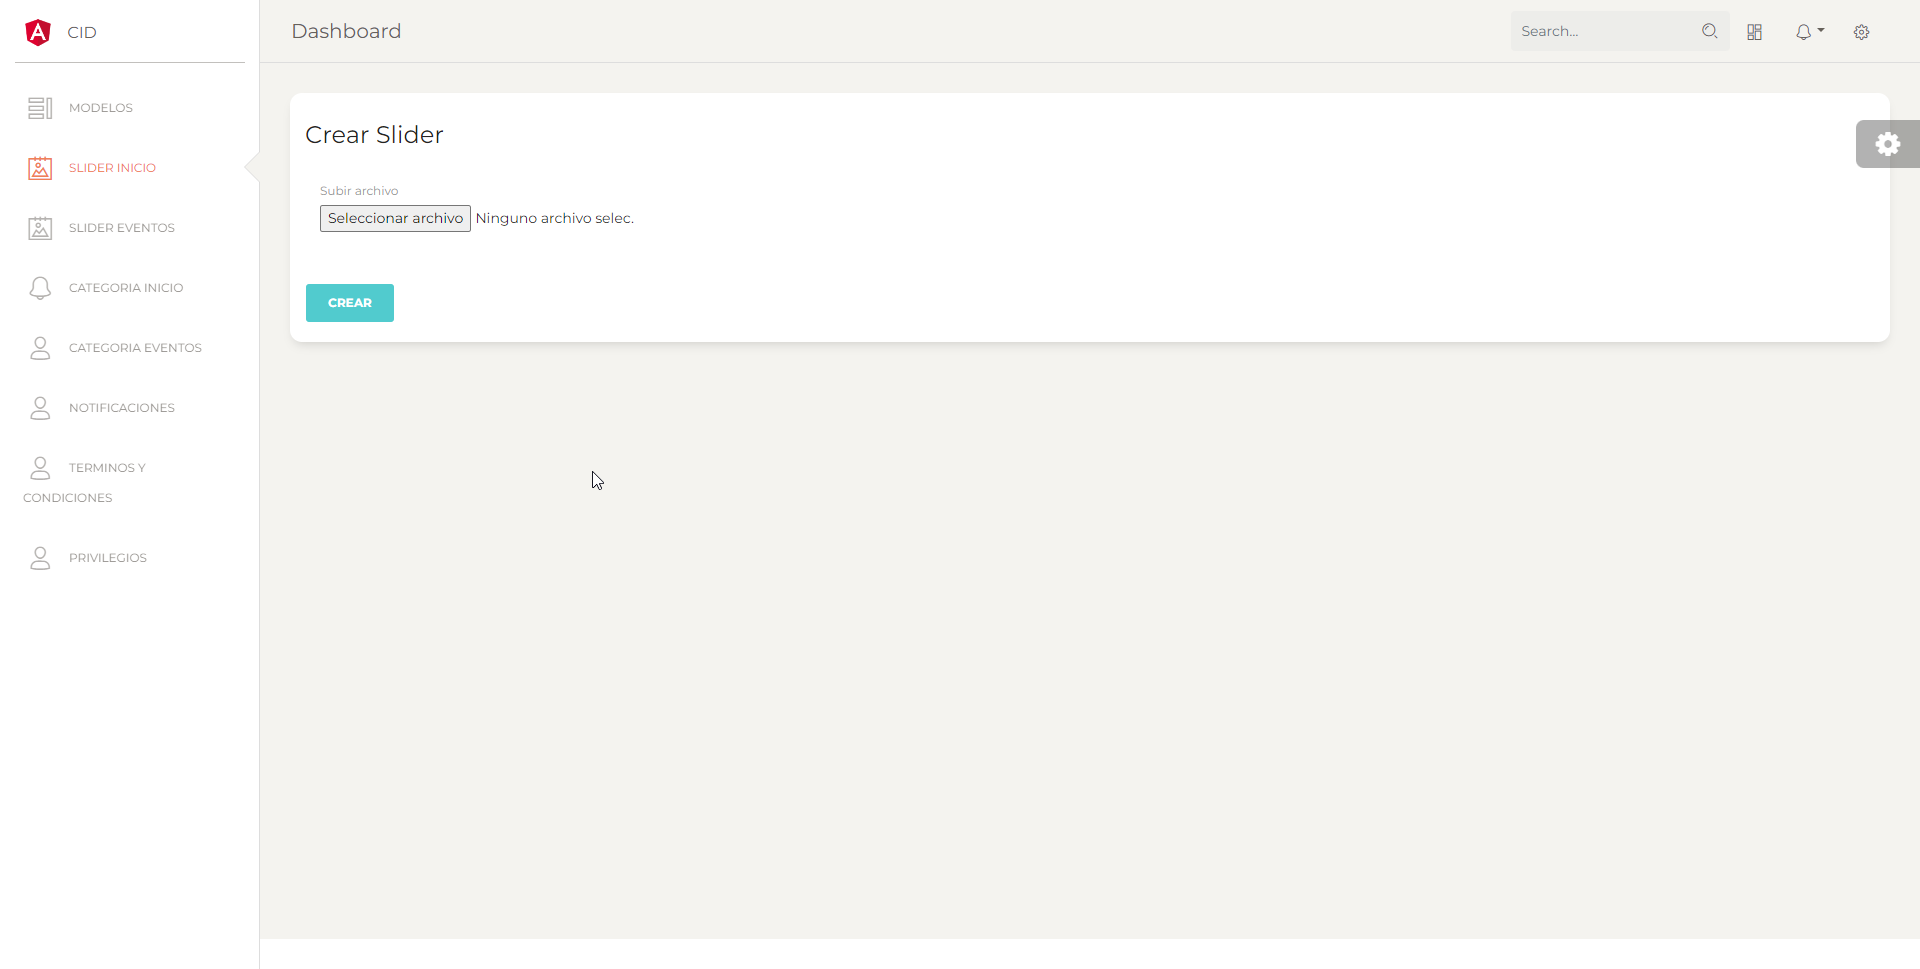 CID
MODELOS
SLIDER INICIO
SLIDER EVENTOS
CATEGORIA INICIO
CATEGORIA EVENTOS
NOTIFICACIONES
TERMINOS Y
CONDICIONES
PRIVILEGIOS
Dashboard
Search...
Crear Slider
Subir archivo
Seleccionar archivo Ninguno archivo selec.
CREAR